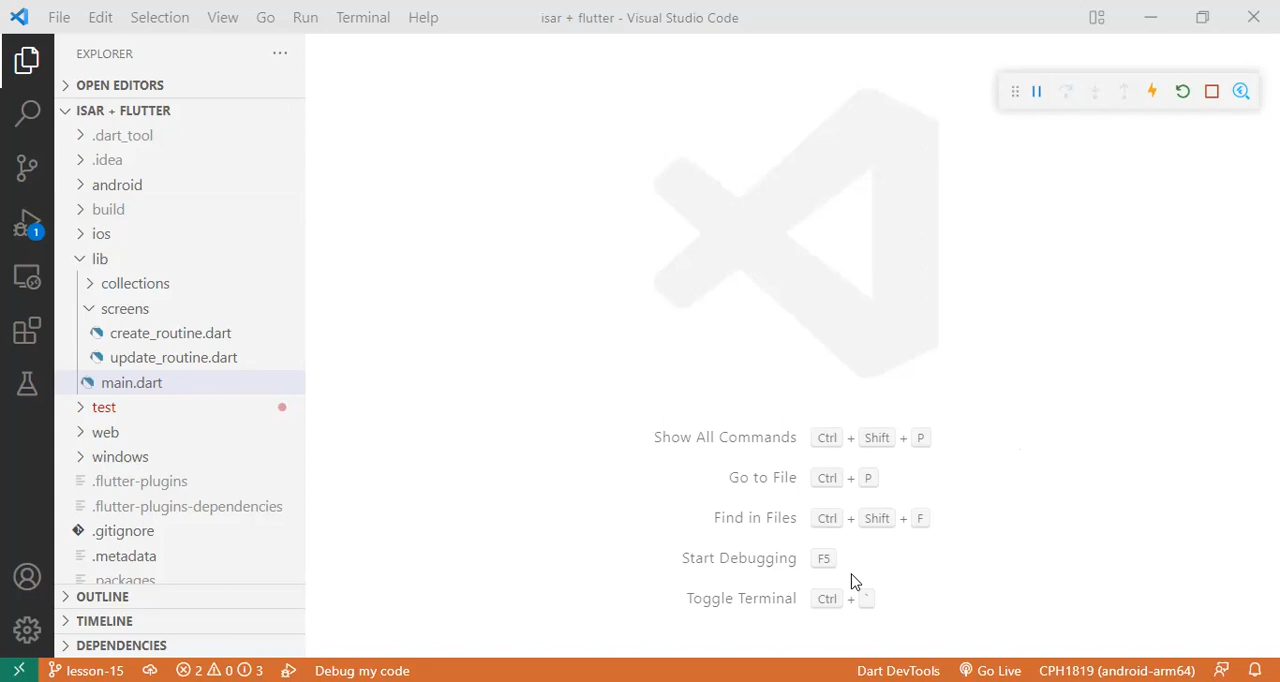 File Edit Selection View Go Run Terminal Help isar + flutter - Visual Studio Code
EXPLORER
OPEN EDITORS
ISAR + FLUTTER
.dart_tool
.idea
android
build
1
ios
lib
collections
screens
create_routine.dart
update_routine.dart
main.dart
test
web
windows
.flutter-plugins
.flutter-plugins-dependencies
.gitignore
.metadata
.packages
OUTLINE
TIMELINE
DEPENDENCIES
Show All Commands Ctrl + Shift + P
Go to File Ctrl + P
Find in Files Ctrl + Shift + F
Start Debugging F5
Toggle Terminal Ctrl + `
lesson-15 2 0 3 Debug my code Dart DevTools Go Live CPH1819 (android-arm64)